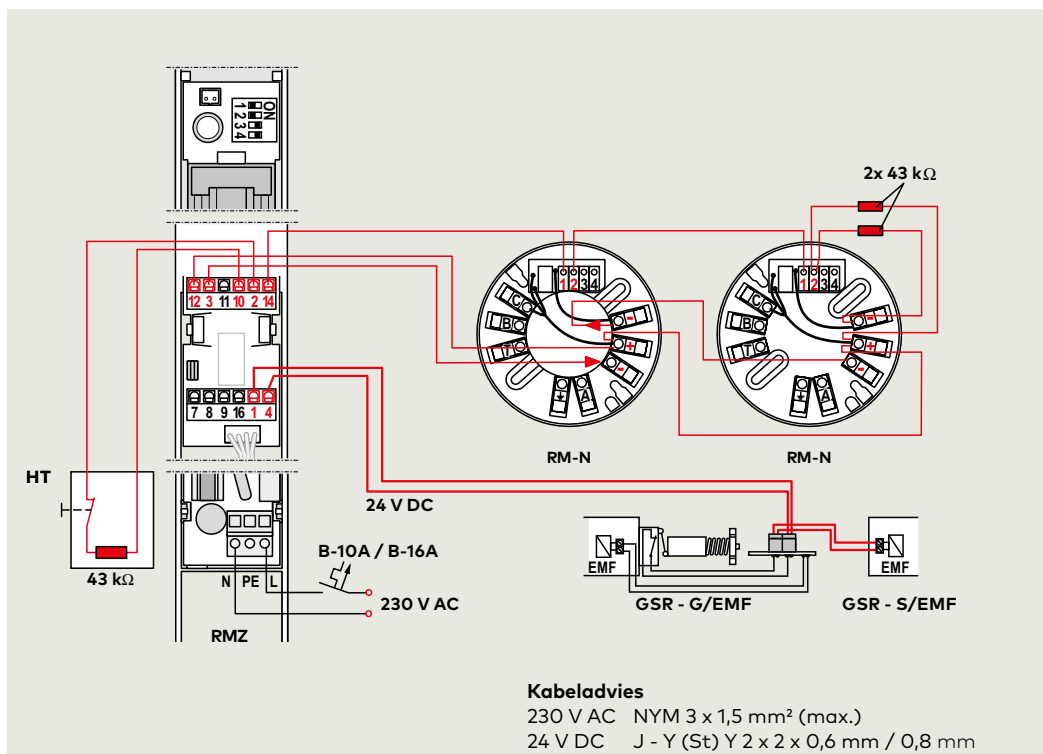 ON
1 2 3 4
2x 43 kΩ
12 3 11 10 2 14
1 2 3 4
1 2 3 4
C
B
T
-
+
-
A
C
B
T
-
+
-
A
7 8 9 16 1 4
RM-N
RM-N
HT
24 V DC
43 kΩ
B-10A / B-16A
N PE L
230 V AC
RMZ
EMF
EMF
GSR - G/EMF
GSR - S/EMF
Kabeladvies
230 V AC NYM 3 x 1,5 mm² (max.)
24 V DC J - Y (St) Y 2 x 2 x 0,6 mm / 0,8 mm